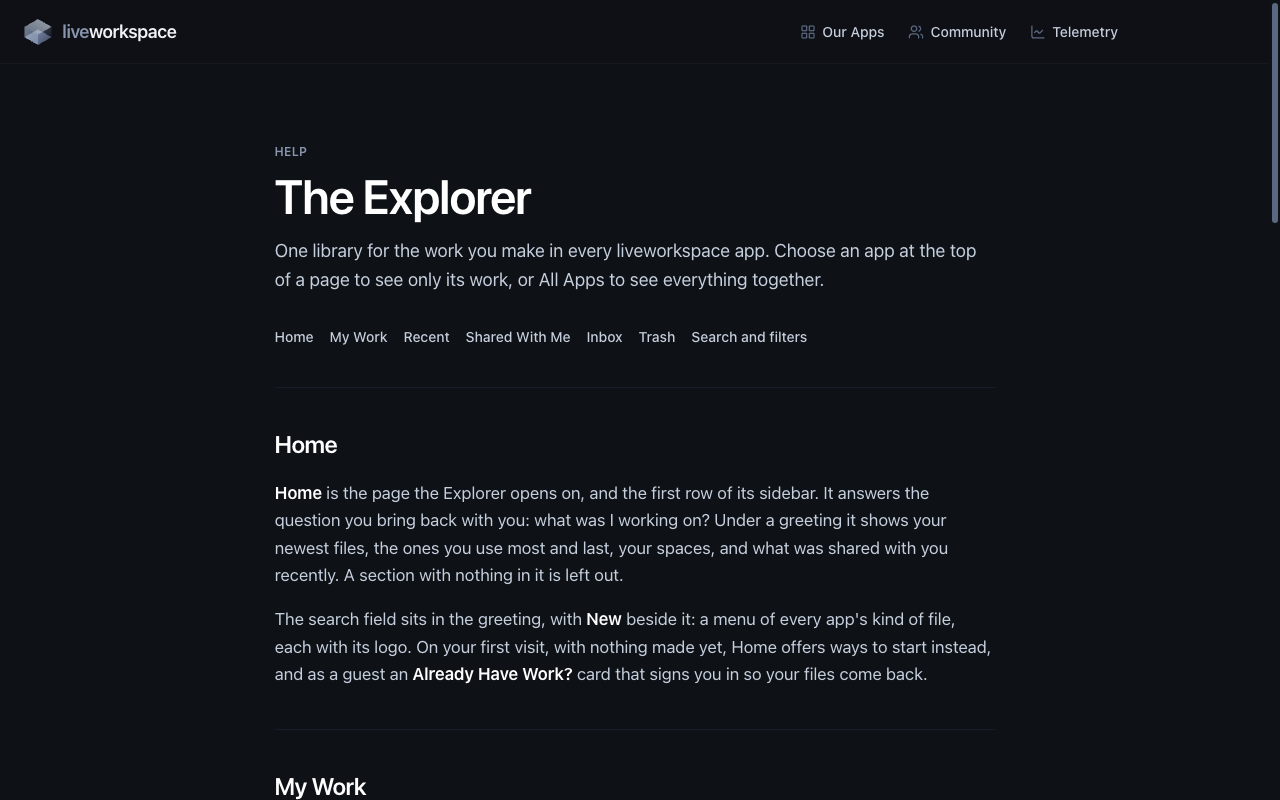 liveworkspace
Our Apps
Community
Telemetry
HELP
The Explorer
One library for the work you make in every liveworkspace app. Choose an app at the top
of a page to see only its work, or All Apps to see everything together.
Home My Work Recent Shared With Me Inbox Trash Search and filters
Home
Home is the page the Explorer opens on, and the first row of its sidebar. It answers the
question you bring back with you: what was I working on? Under a greeting it shows your
newest files, the ones you use most and last, your spaces, and what was shared with you
recently. A section with nothing in it is left out.
The search field sits in the greeting, with New beside it: a menu of every app's kind of file,
each with its logo. On your first visit, with nothing made yet, Home offers ways to start instead,
and as a guest an Already Have Work? card that signs you in so your files come back.
My Work